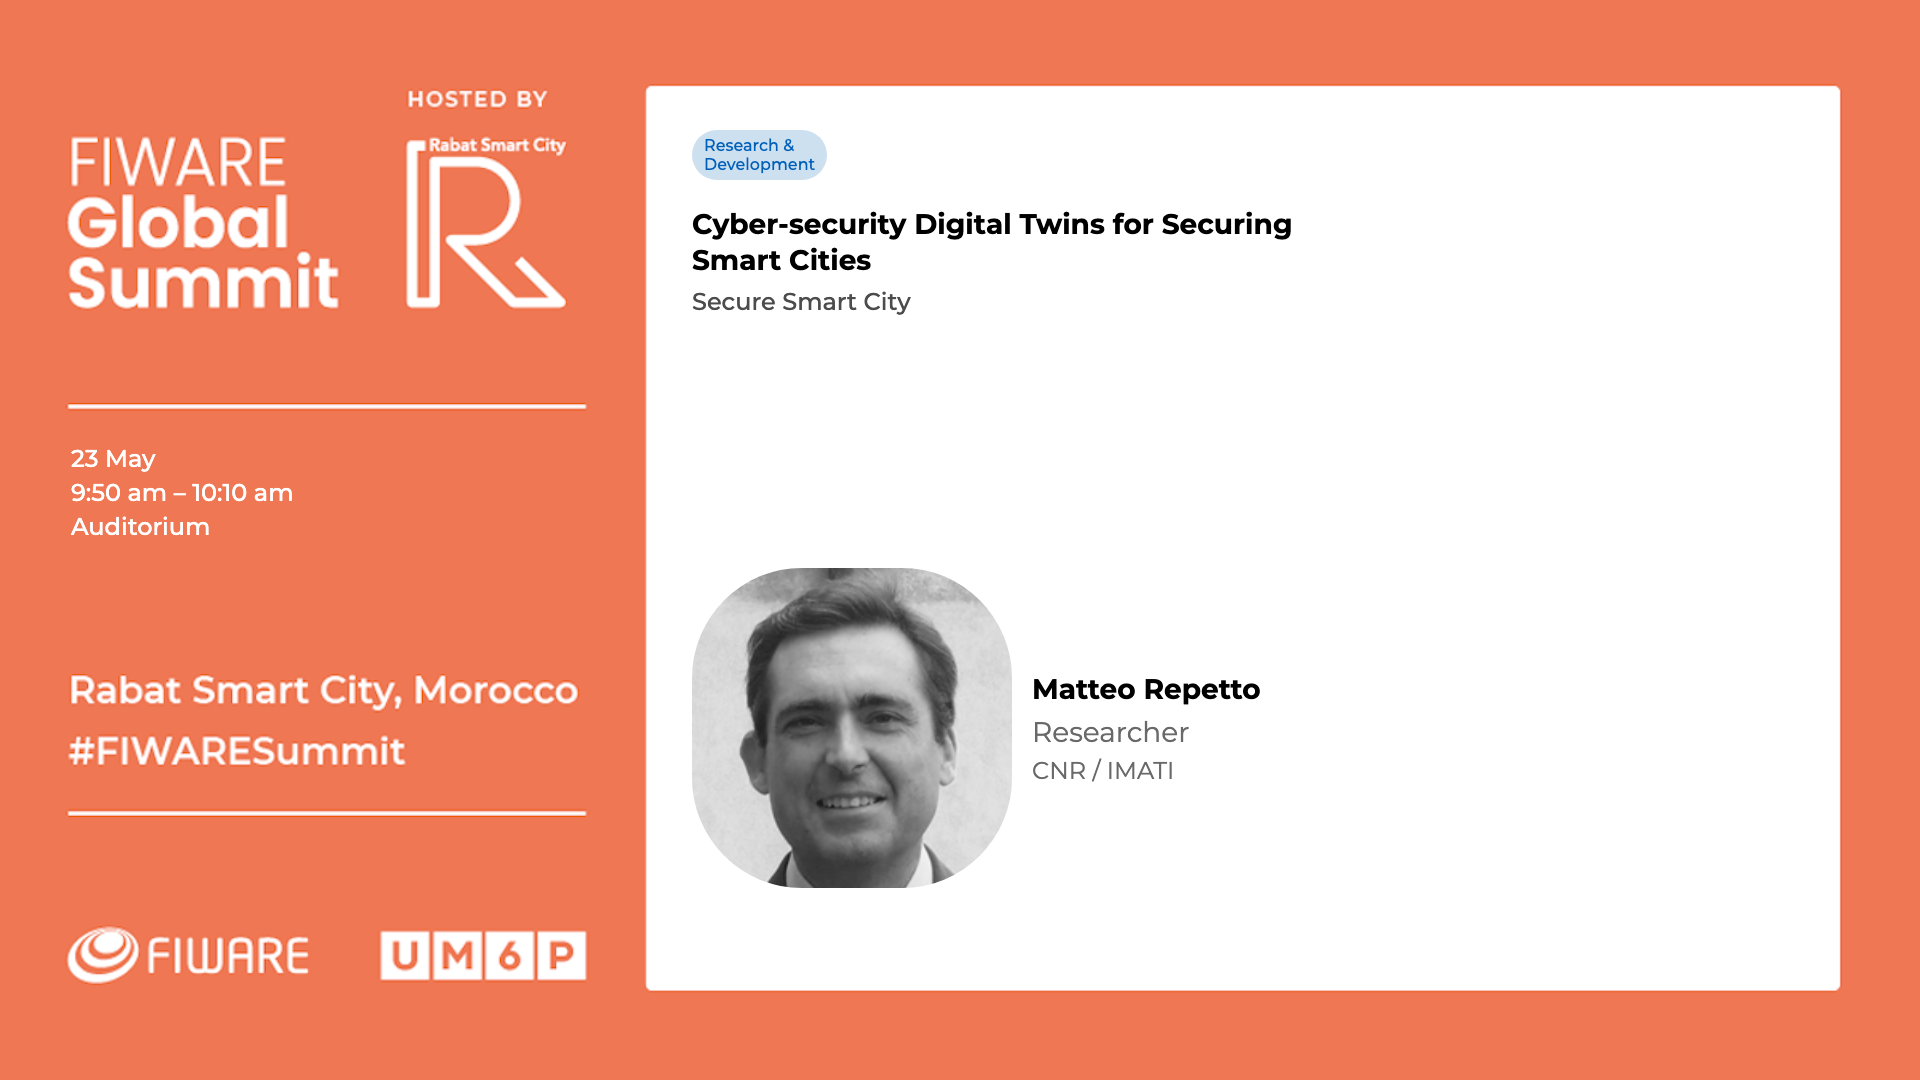 HOSTED BY
Rabat Smart City
R
FIWARE
Global
Summit
23 May
9:50 am – 10:10 am
Auditorium
Rabat Smart City, Morocco
#FIWARESummit
FIWARE
UM6P
Research &
Development
Cyber-security Digital Twins for Securing
Smart Cities
Secure Smart City
Matteo Repetto
Researcher
CNR / IMATI